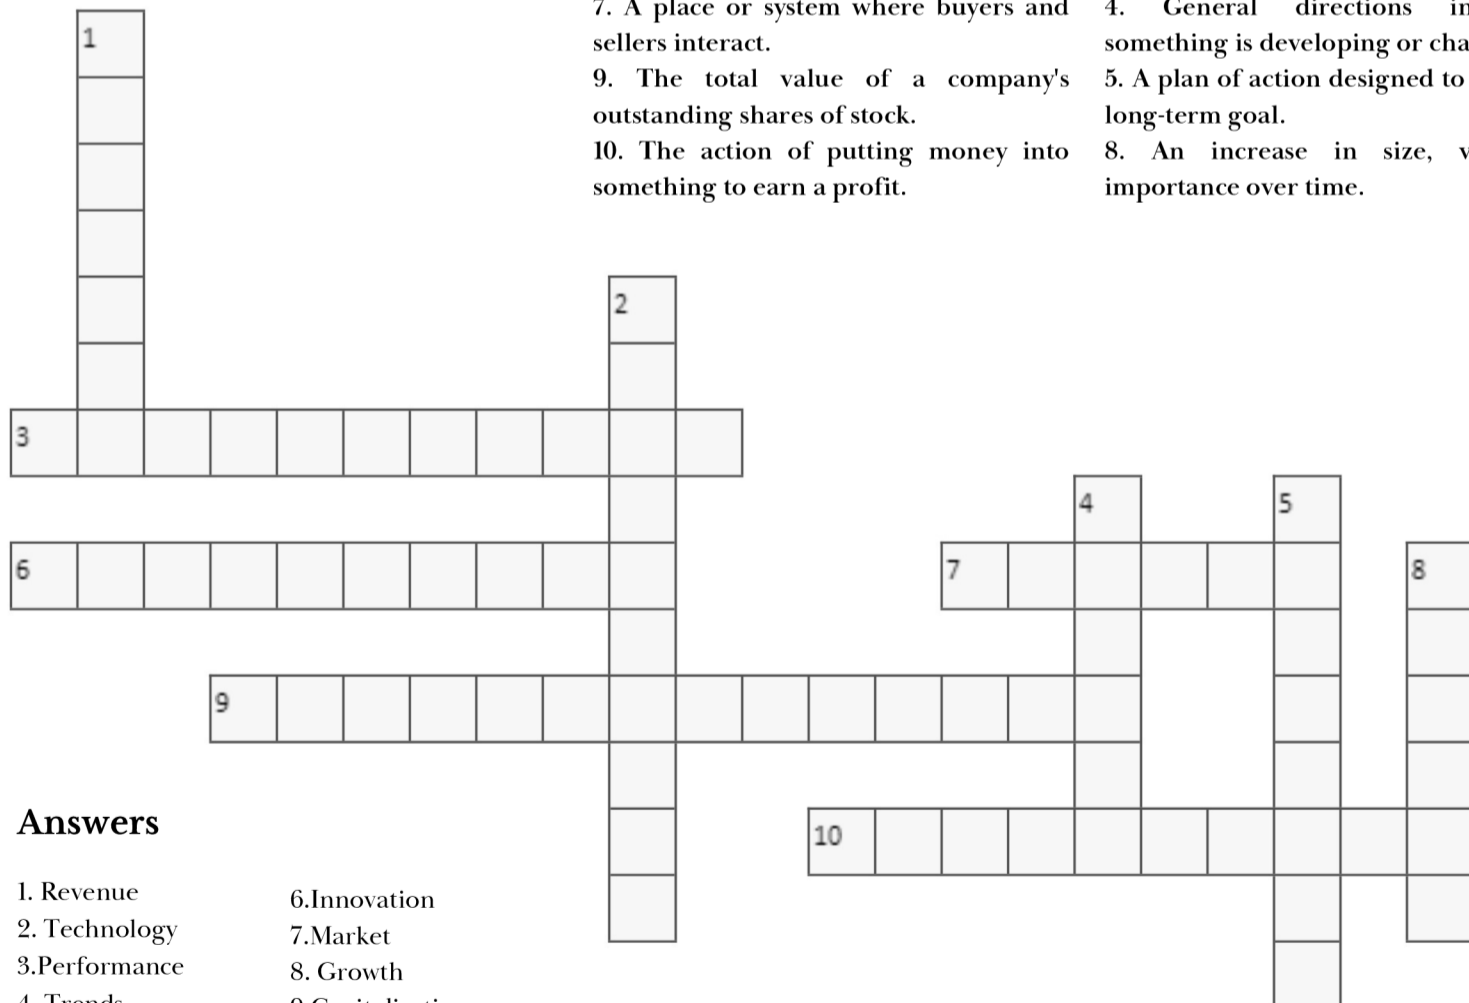 7. A place or system where buyers and
sellers interact.
9. The total value of a company's
outstanding shares of stock.
10. The action of putting money into
something to earn a profit.
4. General directions in
something is developing or cha
5. A plan of action designed to
long-term goal.
8. An increase in size, v
importance over time.
1
2
3
4
5
6
7
8
9
10
Answers
1. Revenue
2. Technology
3.Performance
4. Trends
6.Innovation
7.Market
8. Growth